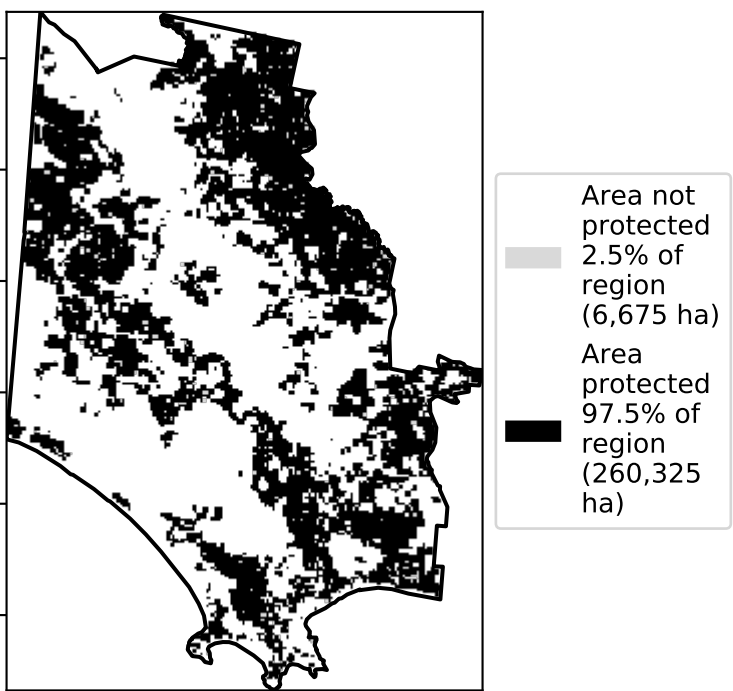 Area not
protected
2.5% of
region
(6,675 ha)
Area
protected
97.5% of
region
(260,325
ha)